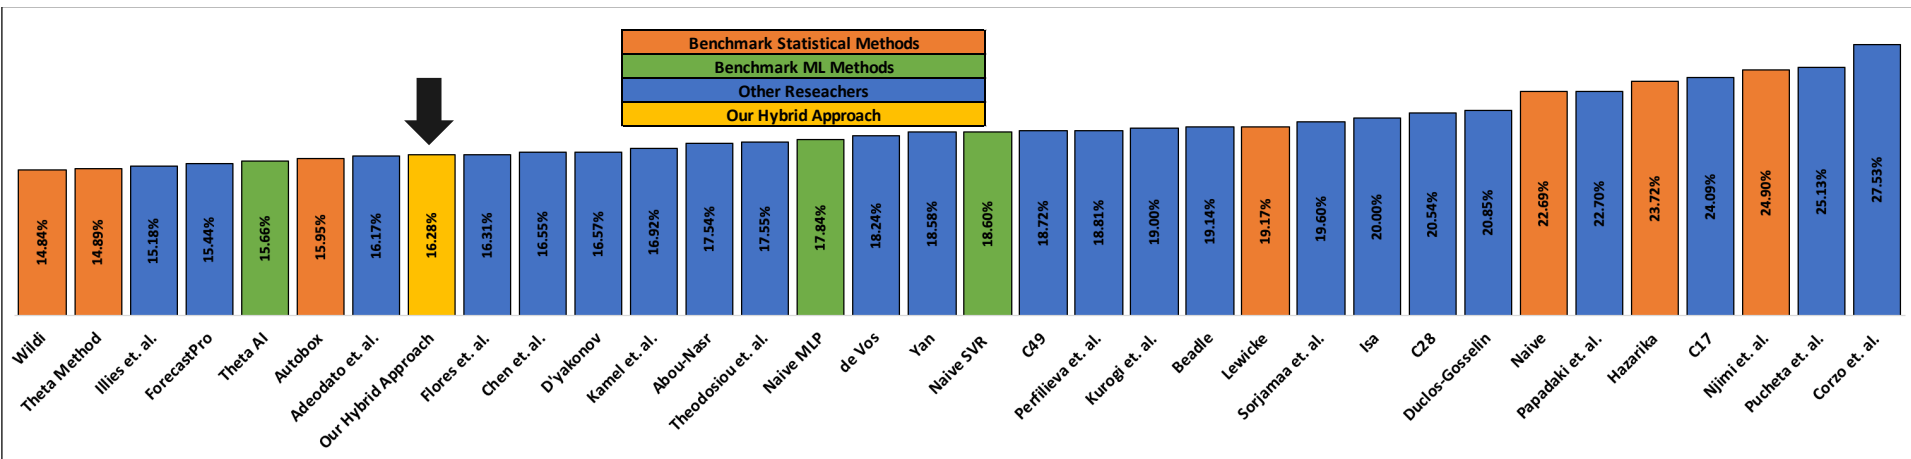 Benchmark Statistical Methods
Benchmark ML Methods
Other Reseachers
Our Hybrid Approach
14.84%
14.89%
15.18%
15.44%
15.66%
15.95%
16.17%
16.28%
16.31%
16.55%
16.57%
16.92%
17.54%
17.55%
17.84%
18.24%
18.58%
18.60%
18.72%
18.81%
19.00%
19.14%
19.17%
19.60%
20.00%
20.54%
20.85%
22.69%
22.70%
23.72%
24.09%
24.90%
25.13%
27.53%
Wildi
Theta Method
Illies et. al.
ForecastPro
Theta AI
Autobox
Adeodato et. al.
Our Hybrid Approach
Flores et. al.
Chen et. al.
D'yakonov
Kamel et. al.
Abou-Nasr
Theodosiou et. al.
Naive MLP
de Vos
Yan
Naive SVR
C49
Perfilieva et. al.
Kurogi et. al.
Beadle
Lewicke
Sorjamaa et. al.
Isa
C28
Duclos-Gosselin
Naive
Papadaki et. al.
Hazarika
C17
Njimi et. al.
Pucheta et. al.
Corzo et. al.